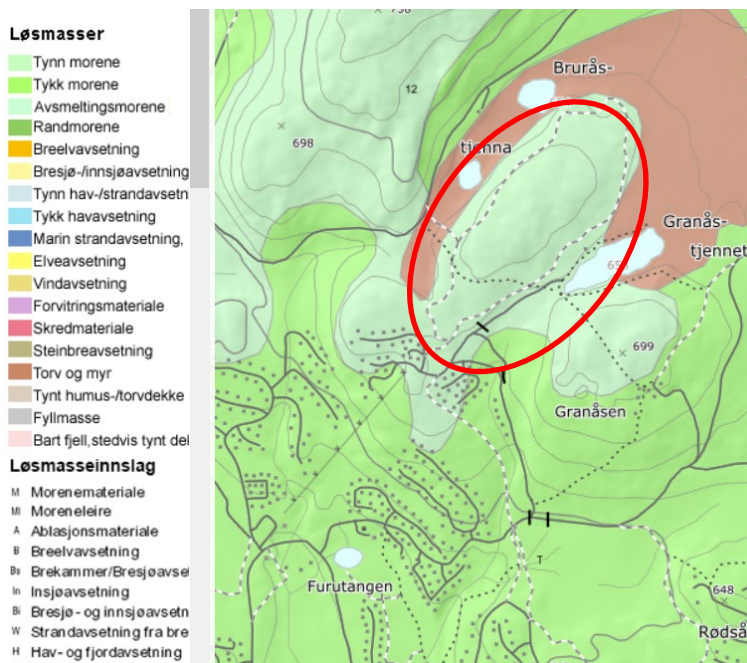 Løsmasser
Tynn morene
Tykk morene
Avsmeltingsmorene
Randmorene
Breelvavsetning
Bresjø-/innsjøavsetning
Tynn hav-/strandavsetn
Tykk havavsetning
Marin strandavsetning,
Elveavsetning
Vindavsetning
Forvitringsmateriale
Skredmateriale
Steinbreavsetning
Torv og myr
Tynt humus-/torvdekke
Fyllmasse
Bart fjell,stedvis tynt del
Løsmasseinnslag
M Morenemateriale
Ml Moreneleire
A Ablasjonsmateriale
B Breelvavsetning
Bs Brekammer/Bresjøavse
In Insjøavsetning
Bi Bresjø- og innsjøavsetn
W Strandavsetning fra bre
H Hav- og fjordavsetning
12
698
Brurås-
tjenna
Granås-
tjennet
699
Granåsen
T
Furutangen
648
Rødså